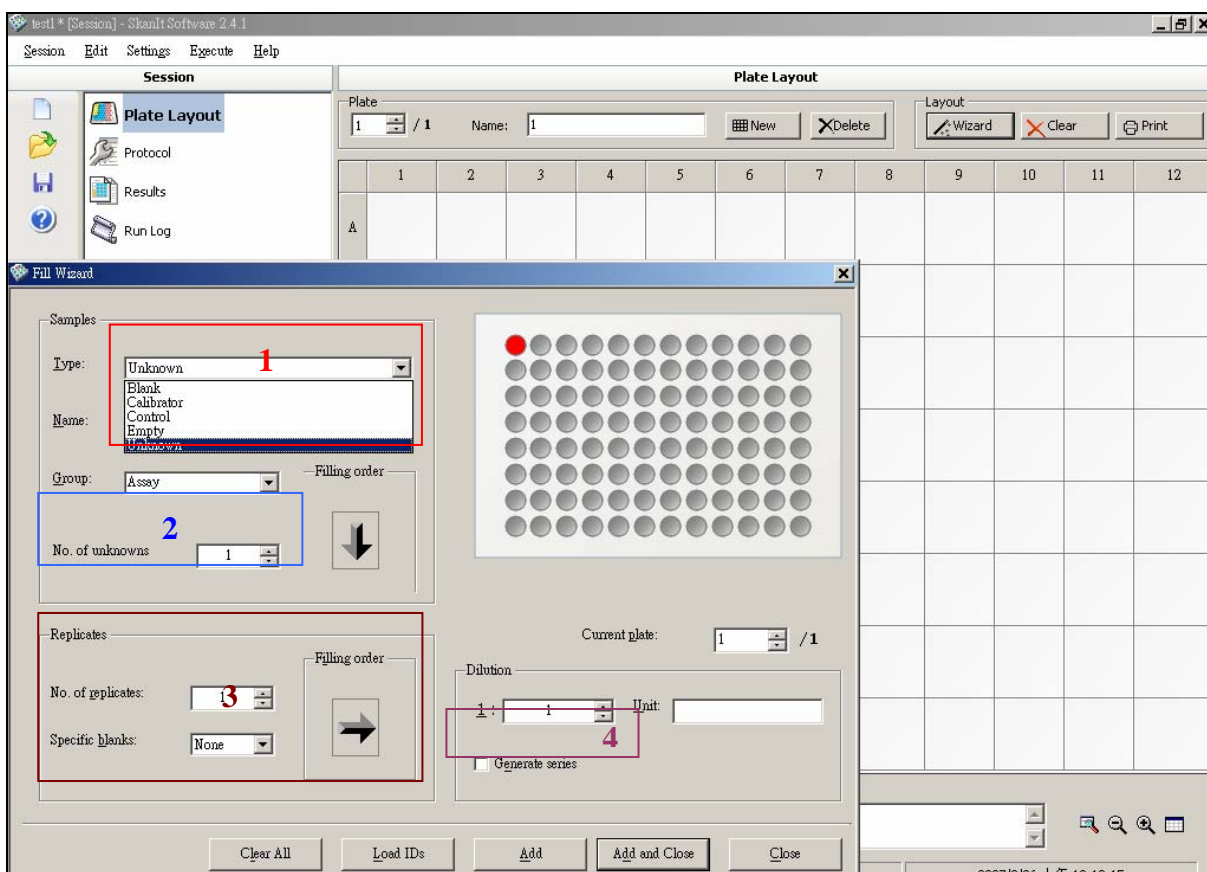 test1 * [Session] - SkanIt Software 2.4.1
Session Edit Settings Execute Help
Session
Plate Layout
Plate Layout
Protocol
Results
Run Log
Plate
1 / 1 Name: 1 New Delete
Layout
Wizard Clear Print
1 2 3 4 5 6 7 8 9 10 11 12
A
Fill Wizard
Samples
Type: Unknown
1
Blank
Calibrator
Control
Empty
Unknown
Name:
Group: Assay
Filling order
2
No. of unknowns 1
Replicates
Filling order
No. of replicates: 1
3
Specific blanks: None
Current plate: 1 / 1
Dilution
1 : 1 Unit:
4
Generate series
Clear All Load IDs Add Add and Close Close